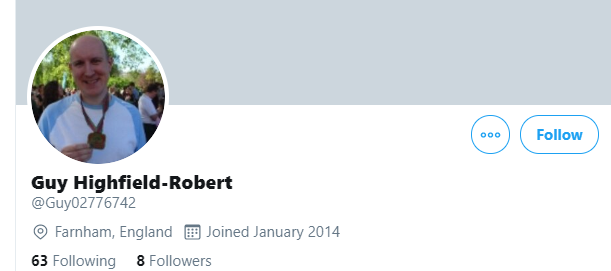 Follow
Guy Highfield-Robert
@Guy02776742
Farnham, England Joined January 2014
63 Following 8 Followers